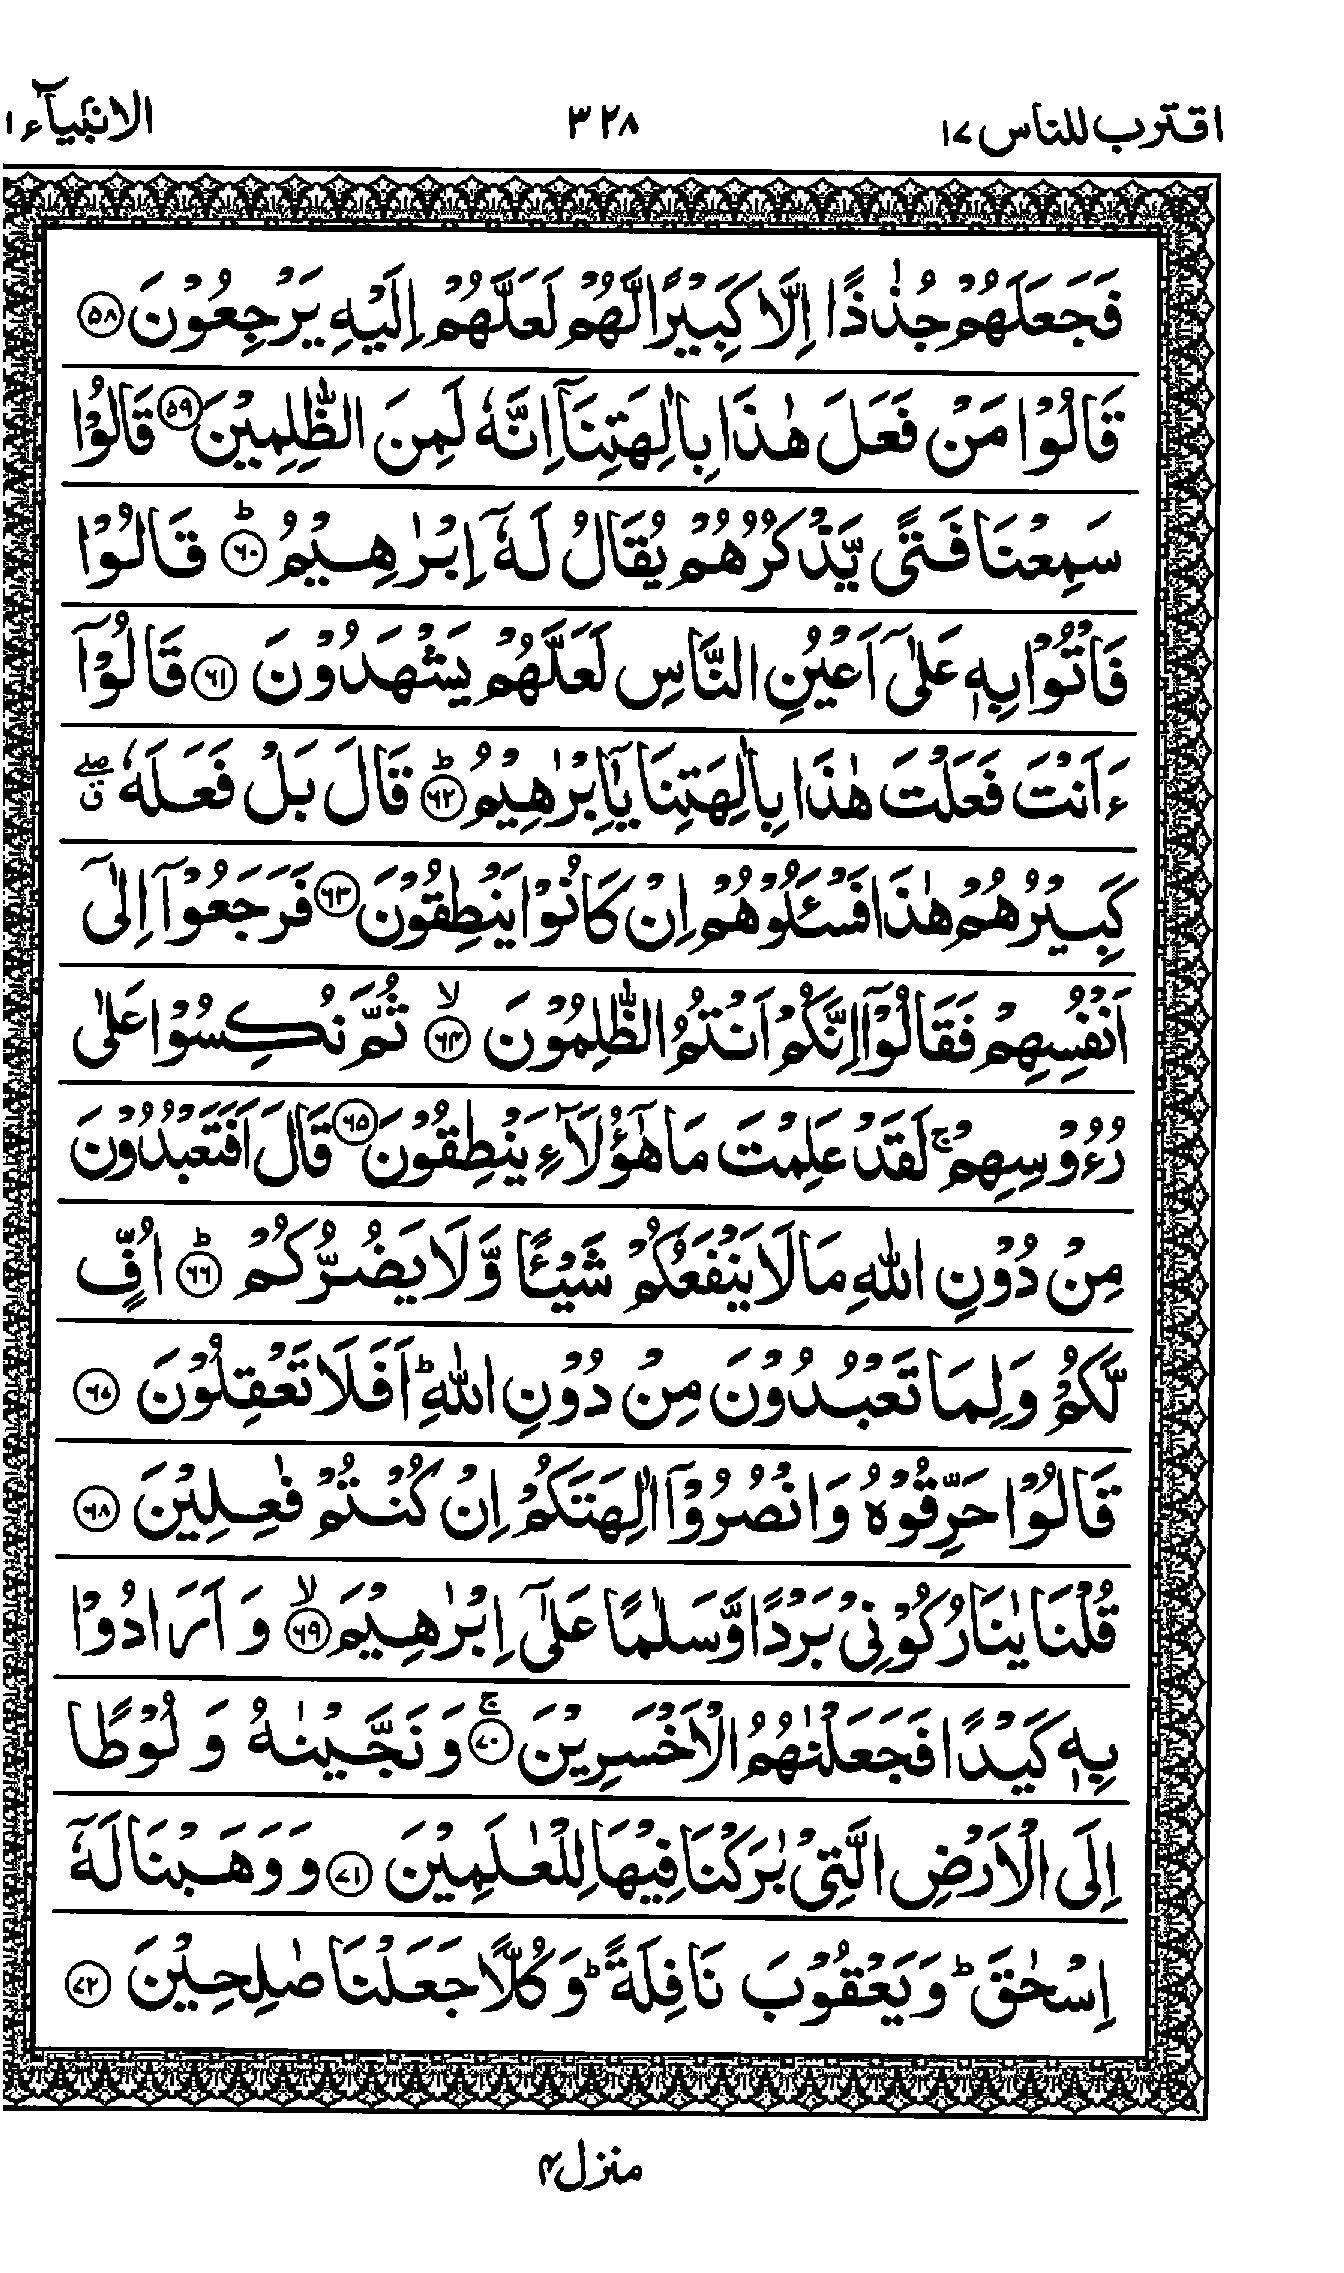 اقترب للناس ١٧
٣٢٨
الانبیآء ١
فَجَعَلَهُمْ جُذٰذًا اِلَّا كَبِيْرًا لَّهُمْ لَعَلَّهُمْ اِلَيْهِ يَرْجِعُوْنَ ۝٥٨
قَالُوْا مَنْ فَعَلَ هٰذَا بِاٰلِهَتِنَاۤ اِنَّهٗ لَمِنَ الظّٰلِمِيْنَ ۝٥٩ قَالُوْا
سَمِعْنَا فَتًى يَّذْكُرُهُمْ يُقَالُ لَهٗۤ اِبْرٰهِيْمُ ؕ۝٦٠ قَالُوْا
فَاْتُوْا بِهٖ عَلٰۤى اَعْيُنِ النَّاسِ لَعَلَّهُمْ يَشْهَدُوْنَ ۝٦١ قَالُوْۤا
ءَاَنْتَ فَعَلْتَ هٰذَا بِاٰلِهَتِنَا يٰۤاِبْرٰهِيْمُ ؕ۝٦٢ قَالَ بَلْ فَعَلَهٗ ۖق
كَبِيْرُهُمْ هٰذَا فَسْـَٔلُوْهُمْ اِنْ كَانُوْا يَنْطِقُوْنَ ۝٦٣ فَرَجَعُوْۤا اِلٰۤى
اَنْفُسِهِمْ فَقَالُوْۤا اِنَّكُمْ اَنْتُمُ الظّٰلِمُوْنَ ۙ۝٦٤ ثُمَّ نُكِسُوْا عَلٰى
رُءُوْسِهِمْ ۚ لَقَدْ عَلِمْتَ مَا هٰۤؤُلَآءِ يَنْطِقُوْنَ ۝٦٥ قَالَ اَفَتَعْبُدُوْنَ
مِنْ دُوْنِ اللّٰهِ مَا لَا يَنْفَعُكُمْ شَيْـًٔا وَّلَا يَضُرُّكُمْ ؕ۝٦٦ اُفٍّ
لَّكُمْ وَلِمَا تَعْبُدُوْنَ مِنْ دُوْنِ اللّٰهِ ؕ اَفَلَا تَعْقِلُوْنَ ۝٦٧
قَالُوْا حَرِّقُوْهُ وَانْصُرُوْۤا اٰلِهَتَكُمْ اِنْ كُنْتُمْ فٰعِلِيْنَ ۝٦٨
قُلْنَا يٰنَارُ كُوْنِيْ بَرْدًا وَّسَلٰمًا عَلٰۤى اِبْرٰهِيْمَ ۙ۝٦٩ وَاَرَادُوْا
بِهٖ كَيْدًا فَجَعَلْنٰهُمُ الْاَخْسَرِيْنَ ۚ۝٧٠ وَنَجَّيْنٰهُ وَلُوْطًا
اِلَى الْاَرْضِ الَّتِيْ بٰرَكْنَا فِيْهَا لِلْعٰلَمِيْنَ ۝٧١ وَوَهَبْنَا لَهٗۤ
اِسْحٰقَ ؕ وَيَعْقُوْبَ نَافِلَةً ؕ وَكُلًّا جَعَلْنَا صٰلِحِيْنَ ۝٧٢
منزل ٤